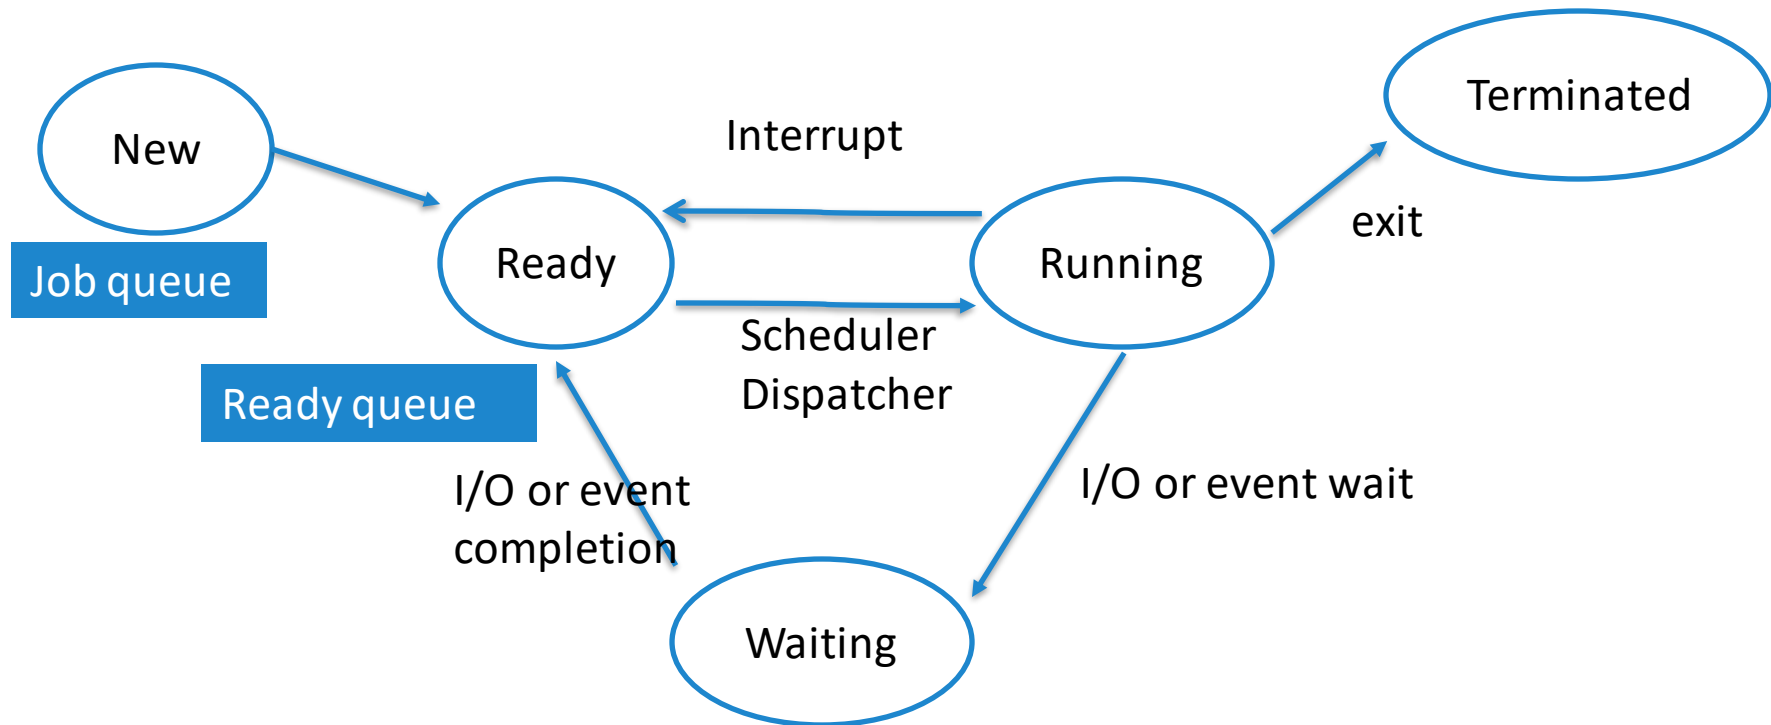 New
Terminated
Interrupt
exit
Ready
Running
Job queue
Scheduler
Dispatcher
Ready queue
I/O or event
completion
I/O or event wait
Waiting